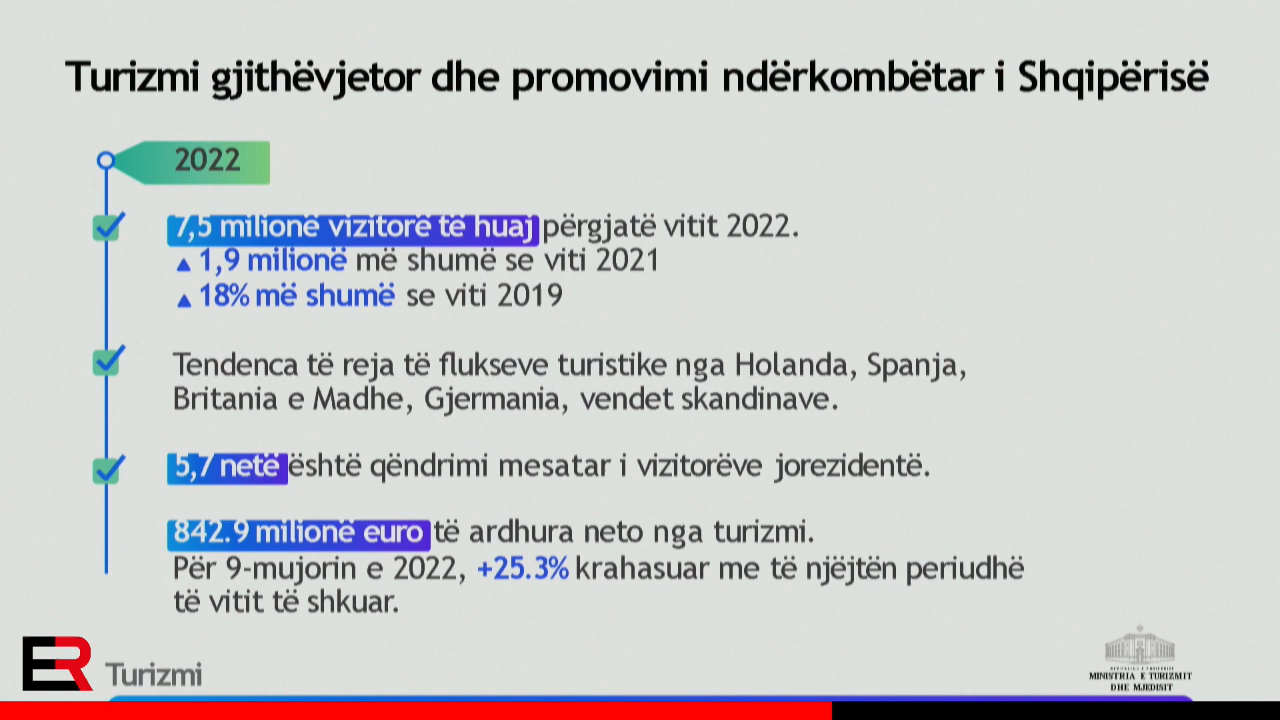 Turizmi gjithëvjetor dhe promovimi ndërkombëtar i Shqipërisë
2022
7,5 milionë vizitorë të huaj përgjatë vitit 2022.
▲ 1,9 milionë më shumë se viti 2021
▲ 18% më shumë se viti 2019
Tendenca të reja të flukseve turistike nga Holanda, Spanja,
Britania e Madhe, Gjermania, vendet skandinave.
5,7 netë është qëndrimi mesatar i vizitorëve jorezidentë.
842.9 milionë euro të ardhura neto nga turizmi.
Për 9-mujorin e 2022, +25.3% krahasuar me të njëjtën periudhë
të vitit të shkuar.
ER
Turizmi
MINISTRIA E TURIZMIT
DHE MJEDISIT